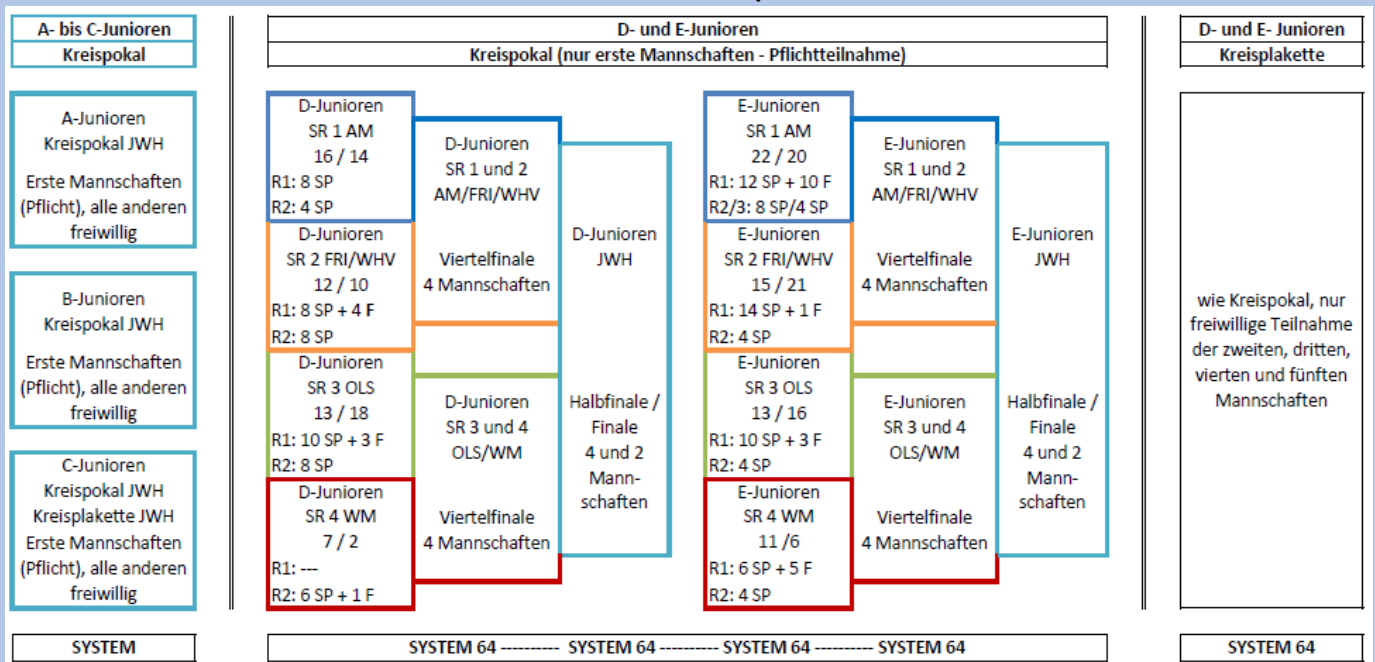 A- bis C-Junioren
Kreispokal
A-Junioren
Kreispokal JWH
Erste Mannschaften
(Pflicht), alle anderen
freiwillig
B-Junioren
Kreispokal JWH
Erste Mannschaften
(Pflicht), alle anderen
freiwillig
C-Junioren
Kreispokal JWH
Kreisplakette JWH
Erste Mannschaften
(Pflicht), alle anderen
freiwillig
SYSTEM
D- und E-Junioren
Kreispokal (nur erste Mannschaften - Pflichtteilnahme)
D-Junioren
SR 1 AM
16 / 14
R1: 8 SP
R2: 4 SP
D-Junioren
SR 2 FRI/WHV
12 / 10
R1: 8 SP + 4 F
R2: 8 SP
D-Junioren
SR 3 OLS
13 / 18
R1: 10 SP + 3 F
R2: 8 SP
D-Junioren
SR 4 WM
7 / 2
R1: ---
R2: 6 SP + 1 F
D-Junioren
SR 1 und 2
AM/FRI/WHV
Viertelfinale
4 Mannschaften
D-Junioren
SR 3 und 4
OLS/WM
Viertelfinale
4 Mannschaften
D-Junioren
JWH
Halbfinale /
Finale
4 und 2
Mann-
schaften
E-Junioren
SR 1 AM
22 / 20
R1: 12 SP + 10 F
R2/3: 8 SP/4 SP
E-Junioren
SR 2 FRI/WHV
15 / 21
R1: 14 SP + 1 F
R2: 4 SP
E-Junioren
SR 3 OLS
13 / 16
R1: 10 SP + 3 F
R2: 4 SP
E-Junioren
SR 4 WM
11 /6
R1: 6 SP + 5 F
R2: 4 SP
E-Junioren
SR 1 und 2
AM/FRI/WHV
Viertelfinale
4 Mannschaften
E-Junioren
SR 3 und 4
OLS/WM
Viertelfinale
4 Mannschaften
E-Junioren
JWH
Halbfinale /
Finale
4 und 2
Mann-
schaften
SYSTEM 64 ---------- SYSTEM 64 ---------- SYSTEM 64 ---------- SYSTEM 64
D- und E- Junioren
Kreisplakette
wie Kreispokal, nur
freiwillige Teilnahme
der zweiten, dritten,
vierten und fünften
Mannschaften
SYSTEM 64